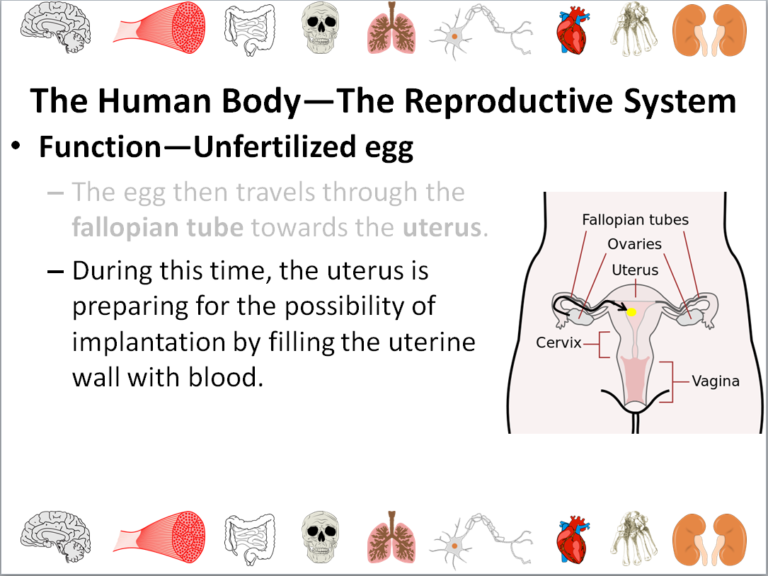 The Human Body—The Reproductive System
• Function—Unfertilized egg
– The egg then travels through the
fallopian tube towards the uterus.
– During this time, the uterus is
preparing for the possibility of
implantation by filling the uterine
wall with blood.
Fallopian tubes
Ovaries
Uterus
Cervix
Vagina